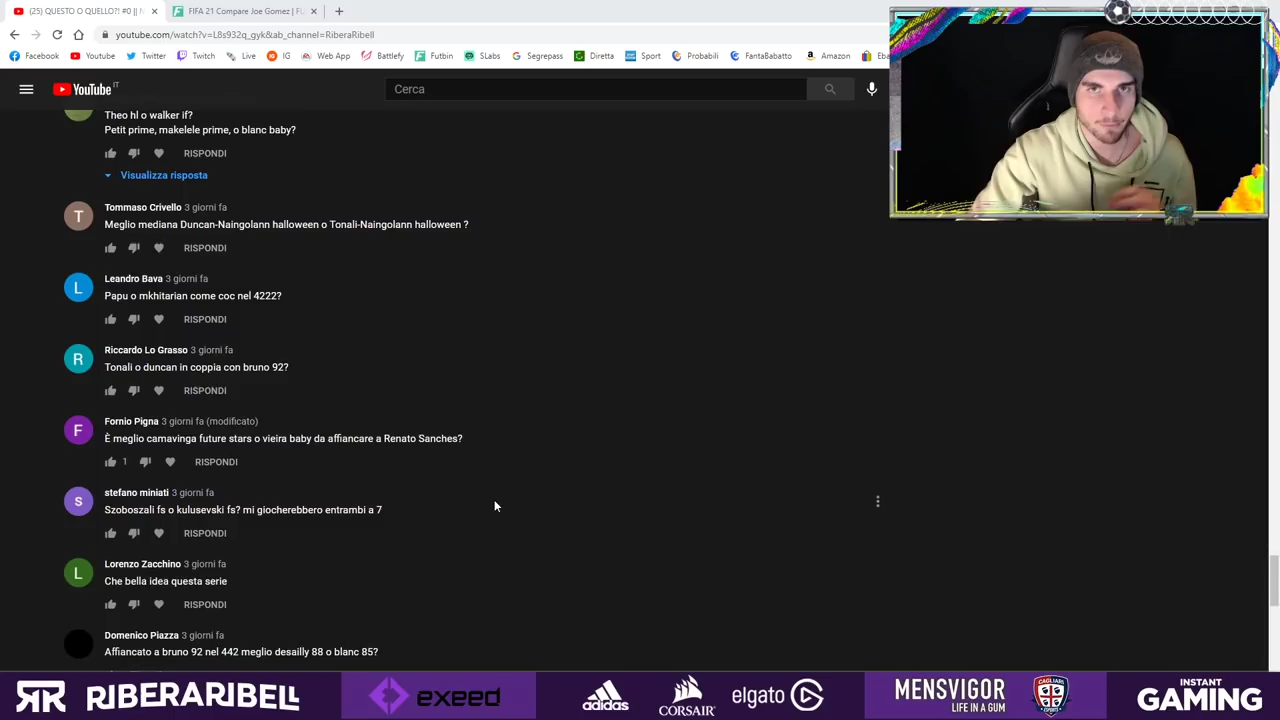 (25) QUESTO O QUELLO?! #0 || N
FIFA 21 Compare Joe Gomez | FU
Facebook
Youtube
Twitter
Twitch
Live
IG
Web App
Battlefy
Futbin
SLabs
Segrepass
Diretta
Sport
Probabili
FantaBabatto
Amazon
YouTube IT
Cerca
Theo hl o walker if?
Petit prime, makelele prime, o blanc baby?
RISPONDI
Visualizza risposta
T
Tommaso Crivello 3 giorni fa
Meglio mediana Duncan-Naingolann halloween o Tonali-Naingolann halloween ?
RISPONDI
L
Leandro Bava 3 giorni fa
Papu o mkhitarian come coc nel 4222?
RISPONDI
R
Riccardo Lo Grasso 3 giorni fa
Tonali o duncan in coppia con bruno 92?
RISPONDI
F
Fornio Pigna 3 giorni fa (modificato)
È meglio camavinga future stars o vieira baby da affiancare a Renato Sanches?
1 RISPONDI
s
stefano miniati 3 giorni fa
Szoboszali fs o kulusevski fs? mi giocherebbero entrambi a 7
RISPONDI
L
Lorenzo Zacchino 3 giorni fa
Che bella idea questa serie
RISPONDI
Domenico Piazza 3 giorni fa
Affiancato a bruno 92 nel 442 meglio desailly 88 o blanc 85?
RR RIBERARIBELL
exeed
adidas
CORSAIR
elgato
MENSVIGOR
LIFE IN A GUM
CAGLIARI
INSTANT
GAMING